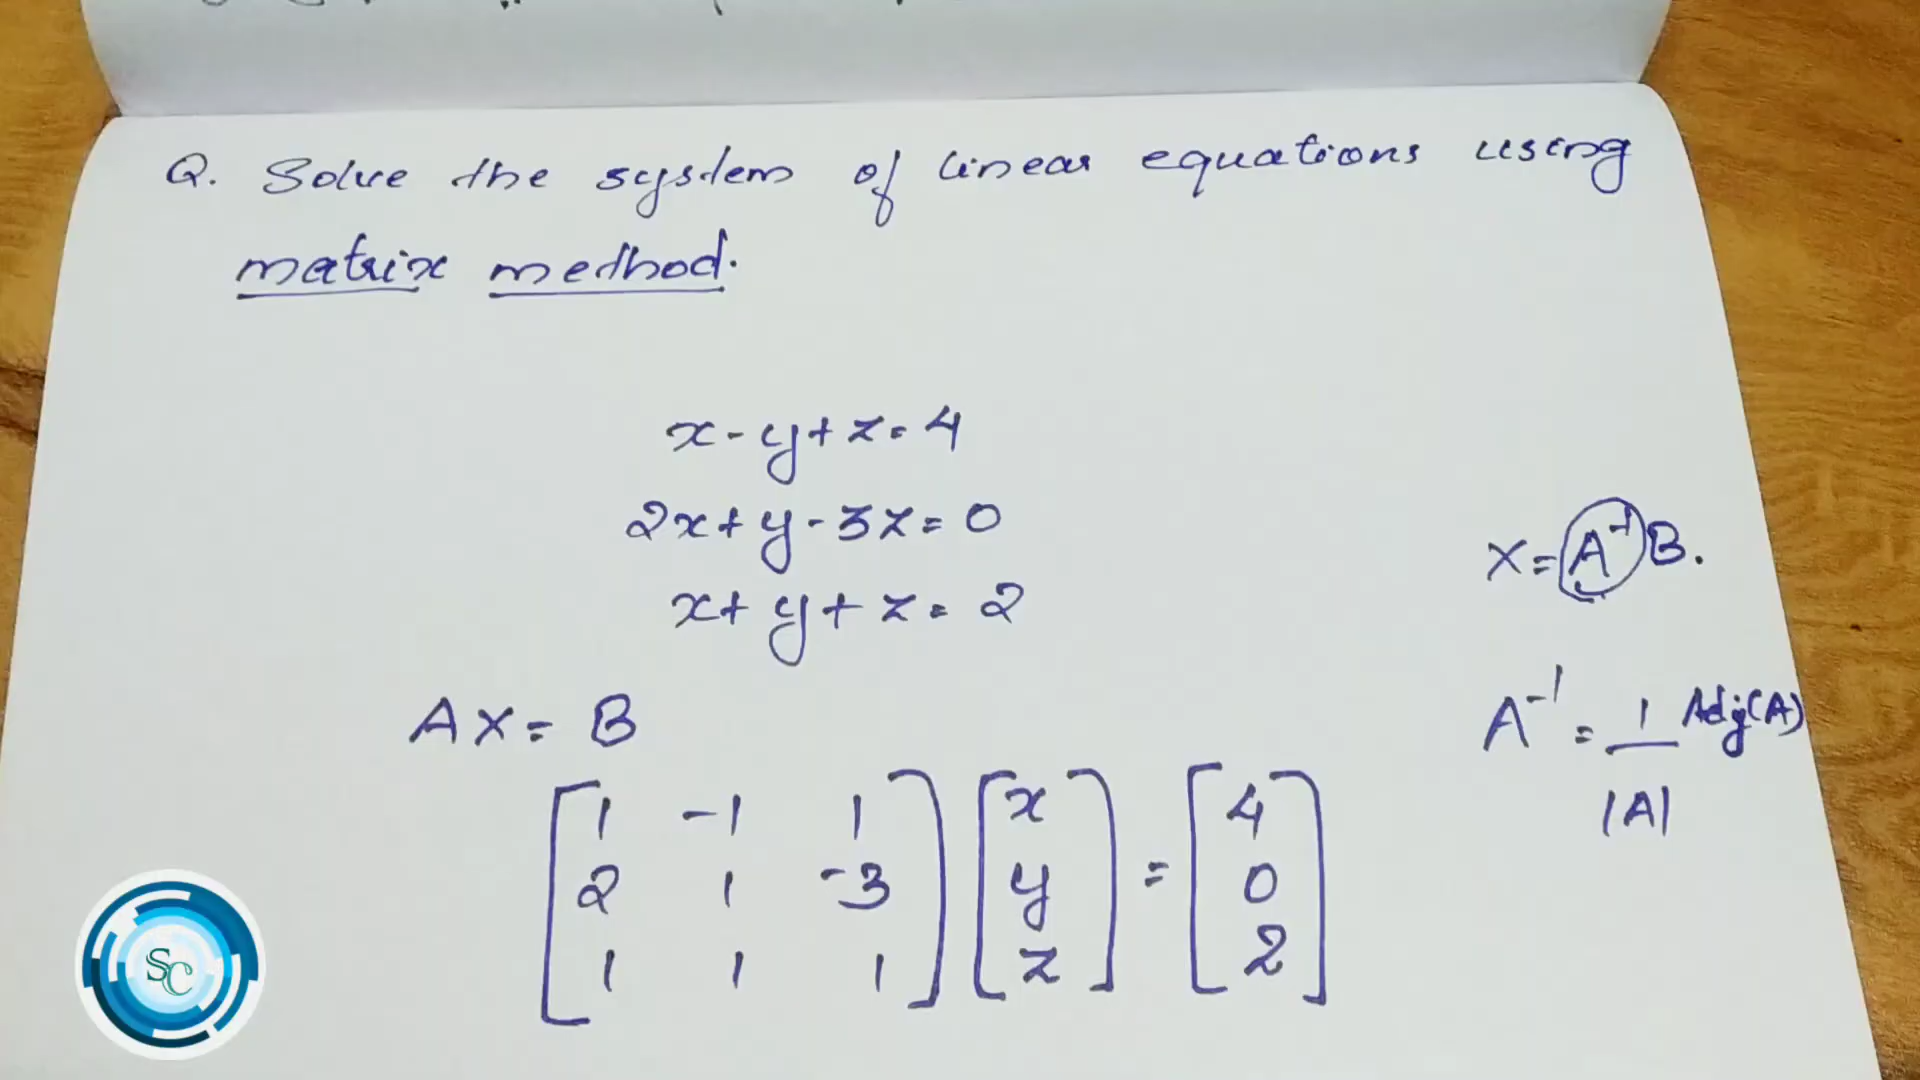 Q. Solve the system of linear equations using
matrix method.
x - y + z = 4
2x + y - 3z = 0
x + y + z = 2
X = A⁻¹ B.
A⁻¹ = 1/|A| Adj(A)
AX = B
[1 -1 1] [x] = [4]
[2 1 -3] [y] = [0]
[1 1 1] [z] = [2]
SC